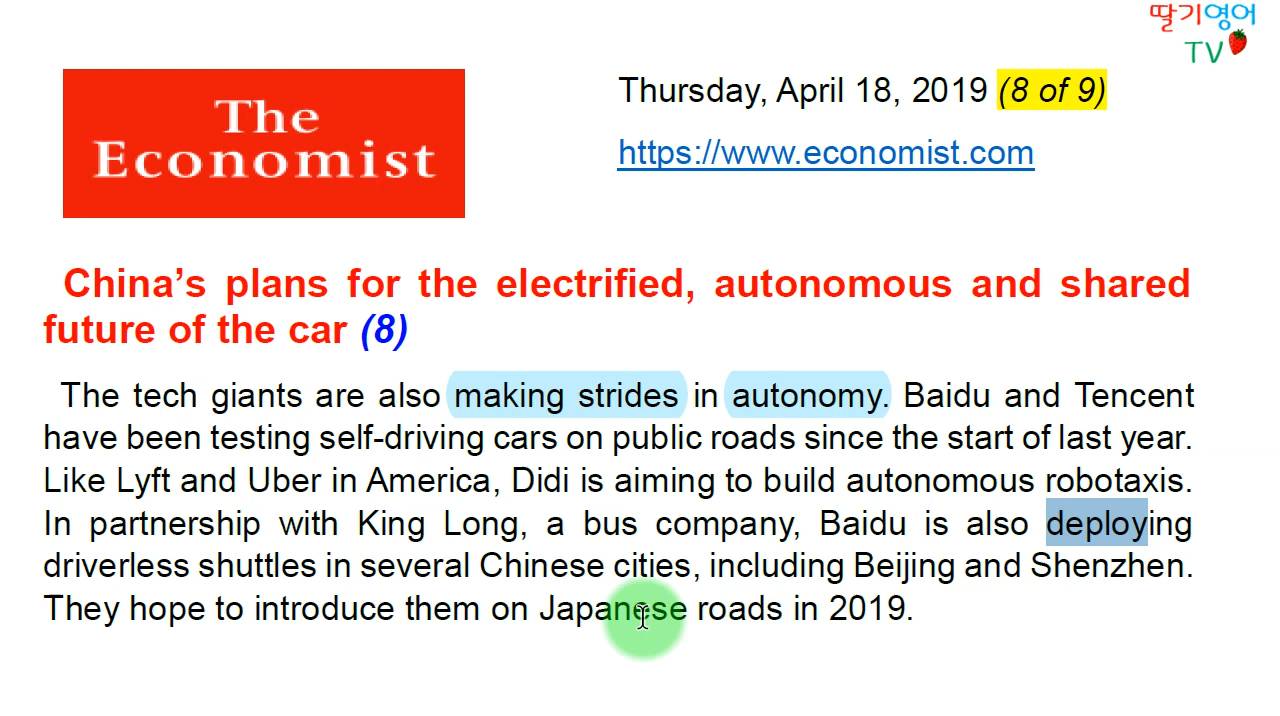 딸기영어
TV
The
Economist
Thursday, April 18, 2019 (8 of 9)
https://www.economist.com
China’s plans for the electrified, autonomous and shared
future of the car (8)
The tech giants are also making strides in autonomy. Baidu and Tencent
have been testing self-driving cars on public roads since the start of last year.
Like Lyft and Uber in America, Didi is aiming to build autonomous robotaxis.
In partnership with King Long, a bus company, Baidu is also deploying
driverless shuttles in several Chinese cities, including Beijing and Shenzhen.
They hope to introduce them on Japanese roads in 2019.